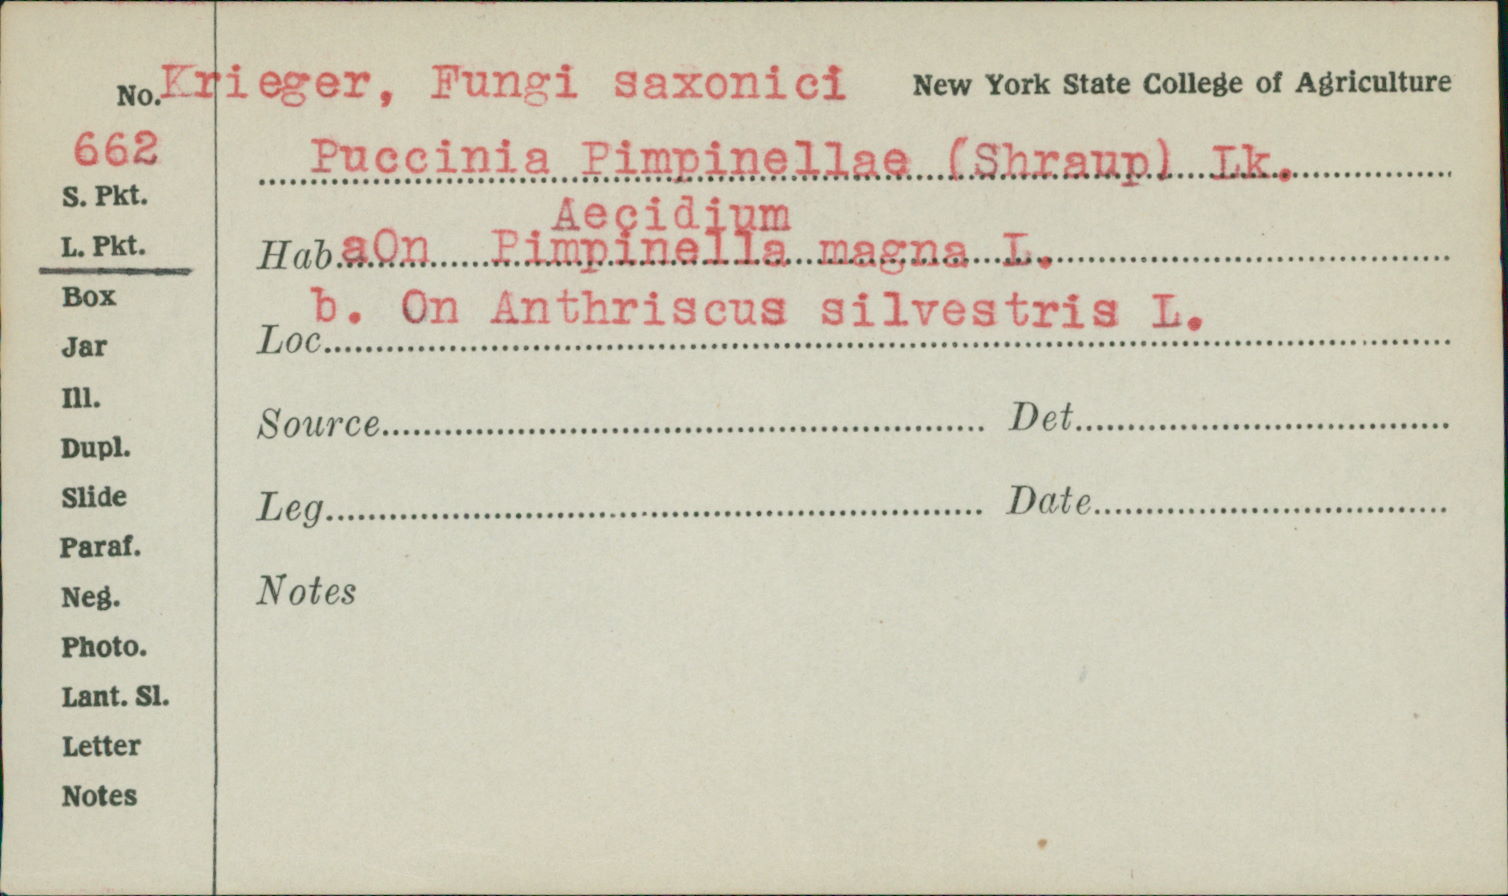 No. Krieger, Fungi saxonici New York State College of Agriculture
662
Puccinia Pimpinellae (Shraup) Lk.
S. Pkt.
Aecidium
L. Pkt.
Hab. aOn Pimpinella magna L.
Box
b. On Anthriscus silvestris L.
Jar
Loc.
Ill.
Source Det.
Dupl.
Slide
Leg. Date
Paraf.
Neg.
Notes
Photo.
Lant. Sl.
Letter
Notes